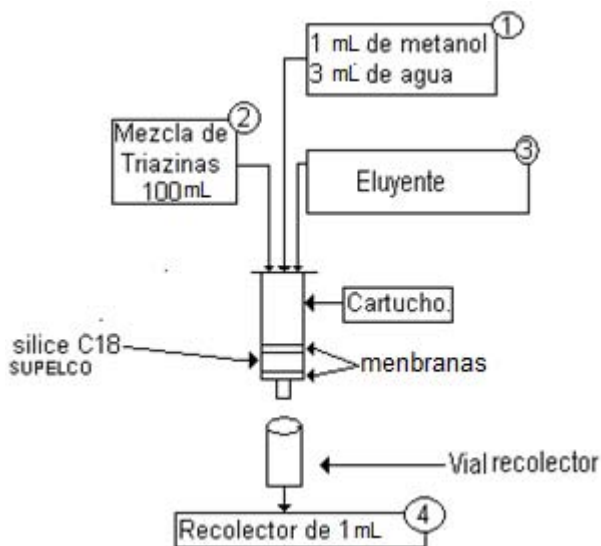 1
1 mL de metanol
3 mL de agua
2
Mezcla de
Triazinas
100mL
3
Eluyente
Cartucho.
silice C18
SUPELCO
menbranas
Vial recolector
4
Recolector de 1mL